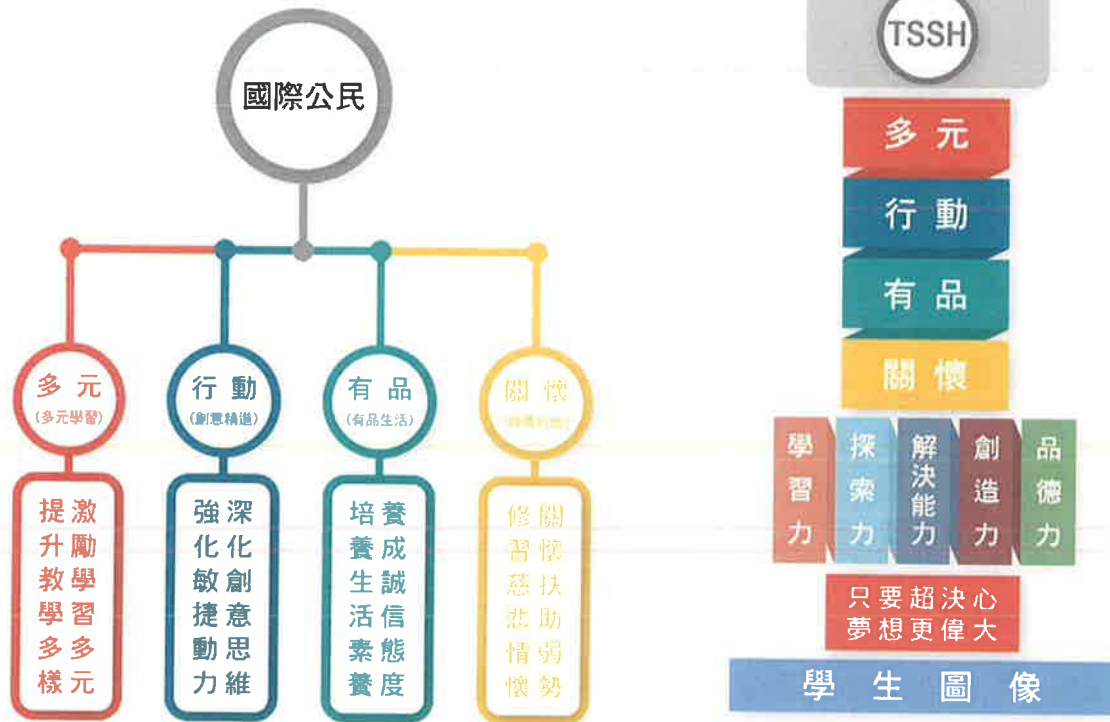 國際公民
多元
(多元學習)
激勵學習多元
提升教學多樣
行動
(創意精進)
深化創意思維
強化敏捷動力
有品
(有品生活)
養成誠信態度
培養生活素養
關懷
關懷扶助弱勢
修習慈悲情懷
TSSH
多元
行動
有品
關懷
學習力
探索力
解決能力
創造力
品德力
只要超決心
夢想更偉大
學生圖像